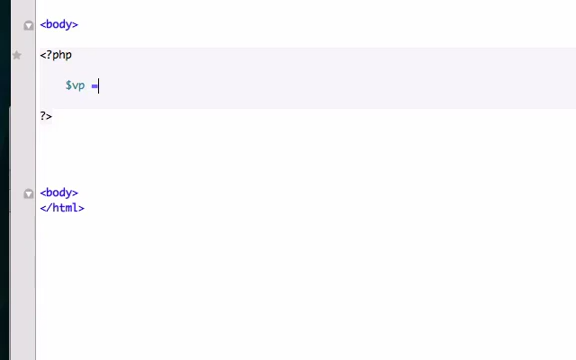 <body>
<?php
$vp =
?>
<body>
</html>